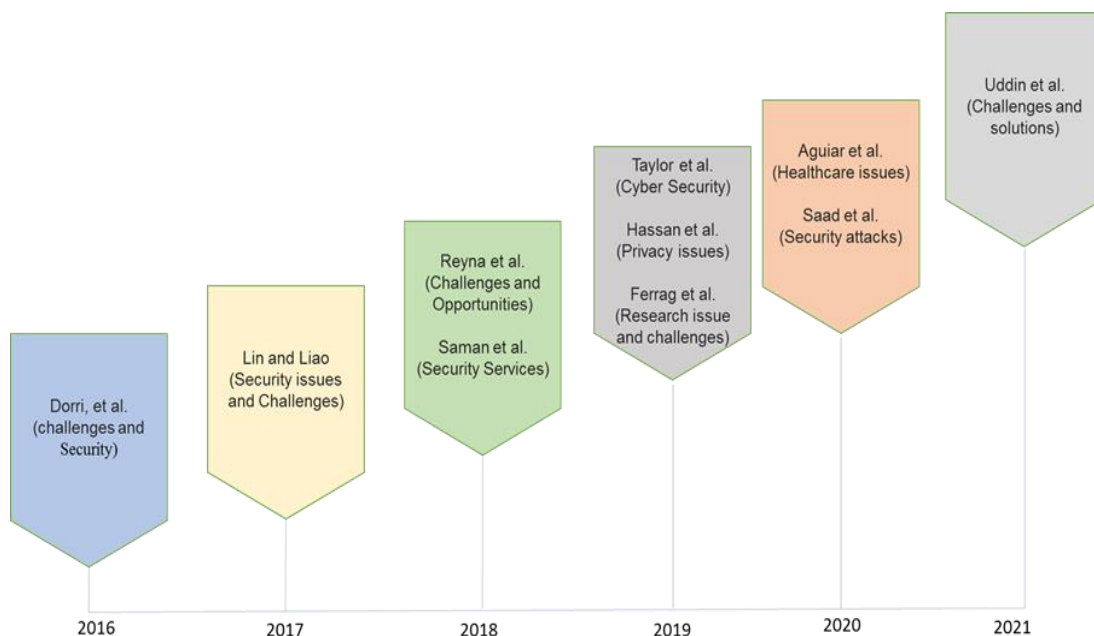 Dorri, et al.
(challenges and
Security)
Lin and Liao
(Security issues
and Challenges)
Reyna et al.
(Challenges and
Opportunities)
Saman et al.
(Security Services)
Taylor et al.
(Cyber Security)
Hassan et al.
(Privacy issues)
Ferrag et al.
(Research issue
and challenges)
Aguiar et al.
(Healthcare issues)
Saad et al.
(Security attacks)
Uddin et al.
(Challenges and
solutions)
2016
2017
2018
2019
2020
2021